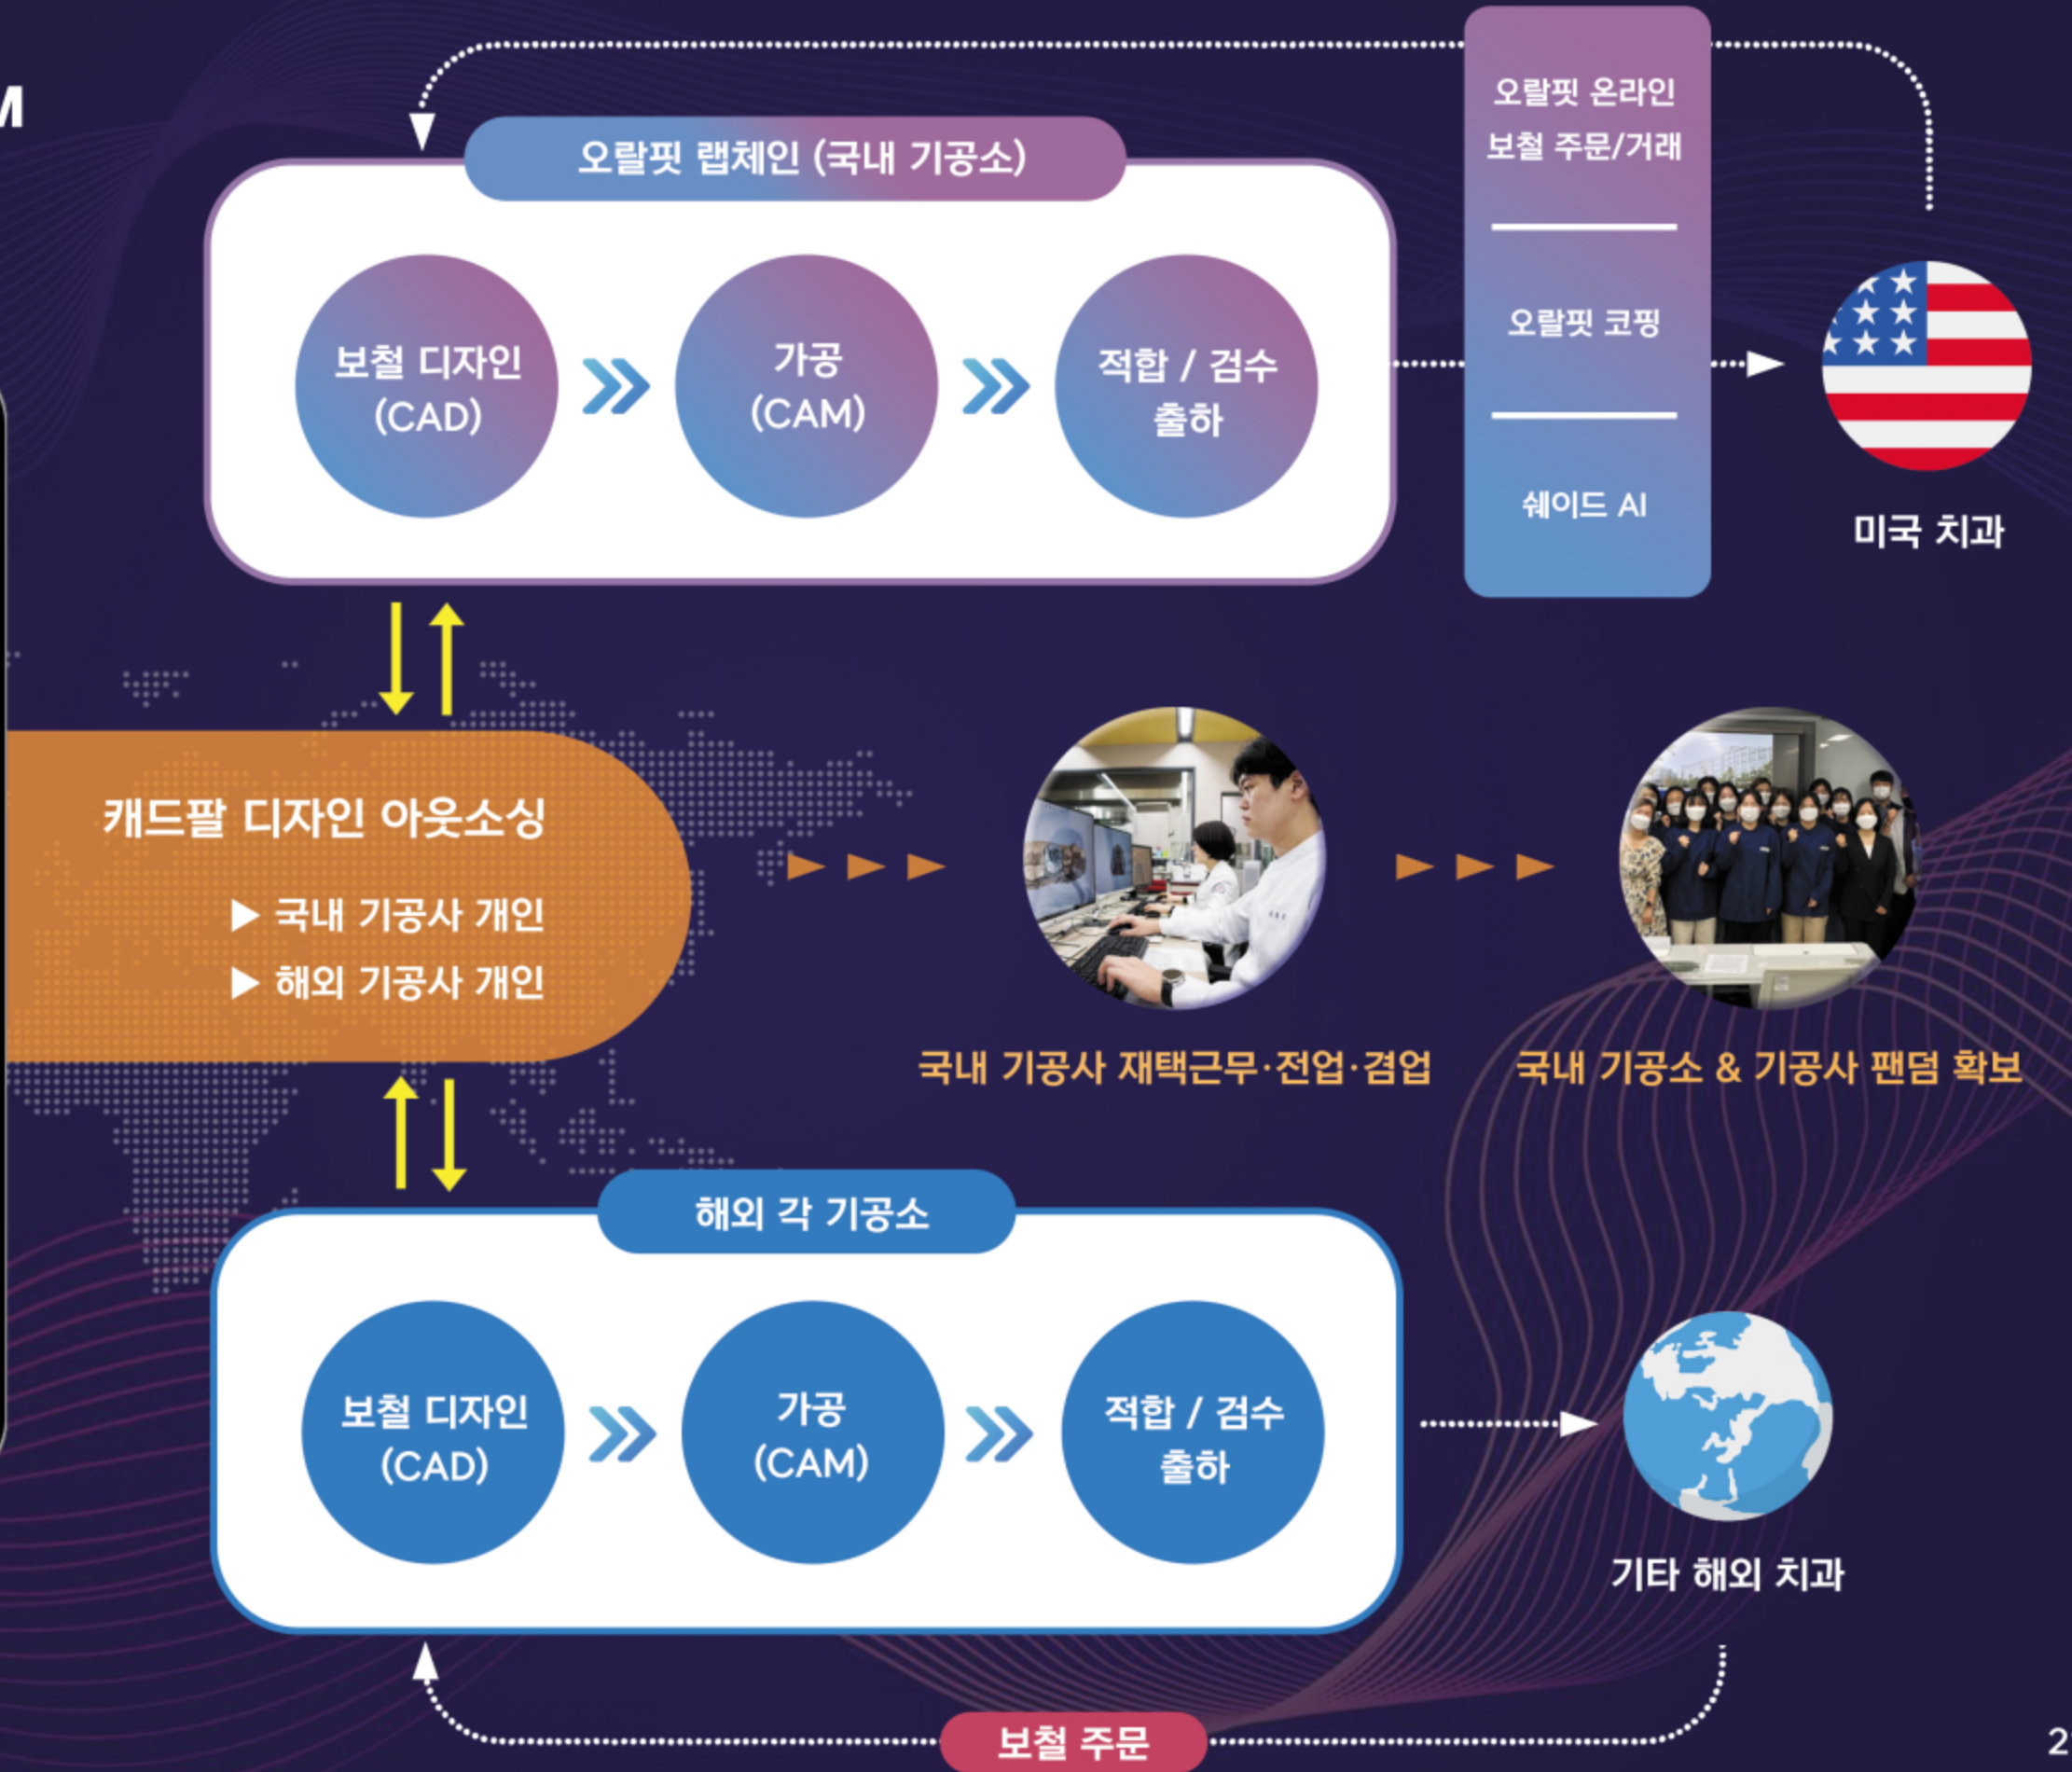 M
오랄핏 온라인
보철 주문/거래
오랄핏 랩체인 (국내 기공소)
보철 디자인
(CAD)
가공
(CAM)
적합 / 검수
출하
오랄핏 코핑
쉐이드 AI
미국 치과
캐드팔 디자인 아웃소싱
▶ 국내 기공사 개인
▶ 해외 기공사 개인
국내 기공사 재택근무·전업·겸업
국내 기공소 & 기공사 팬덤 확보
해외 각 기공소
보철 디자인
(CAD)
가공
(CAM)
적합 / 검수
출하
기타 해외 치과
보철 주문
2